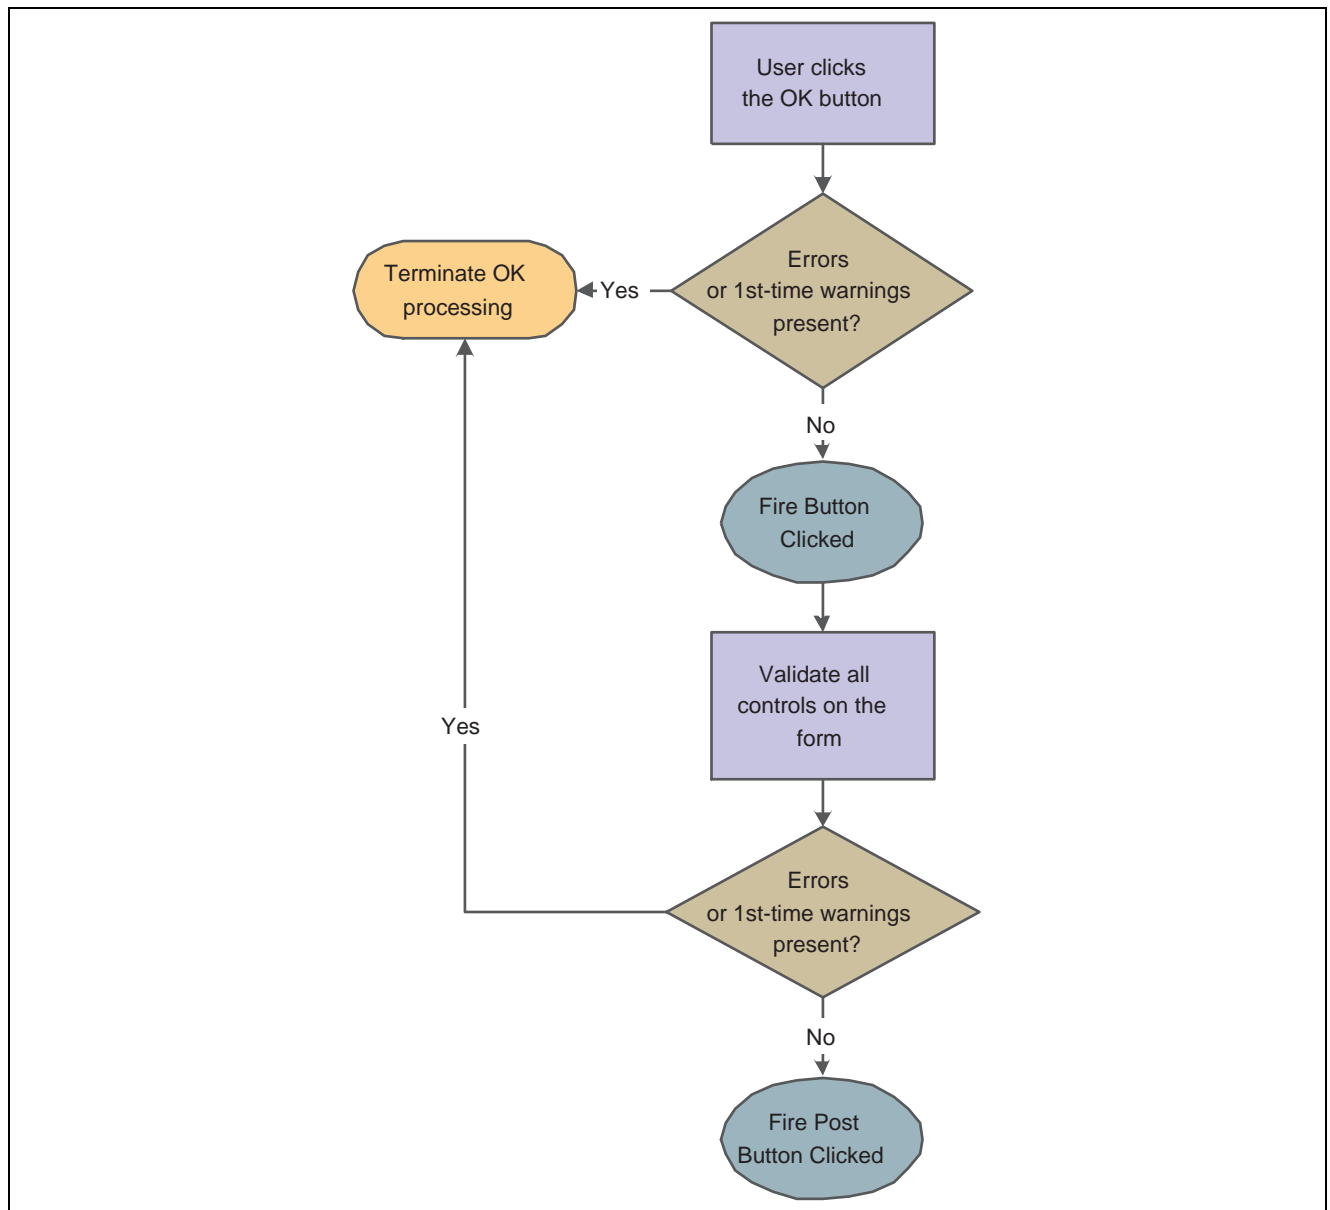 User clicks
the OK button
Errors
or 1st-time warnings
present?
Yes
Terminate OK
processing
No
Fire Button
Clicked
Validate all
controls on the
form
Yes
Errors
or 1st-time warnings
present?
No
Fire Post
Button Clicked